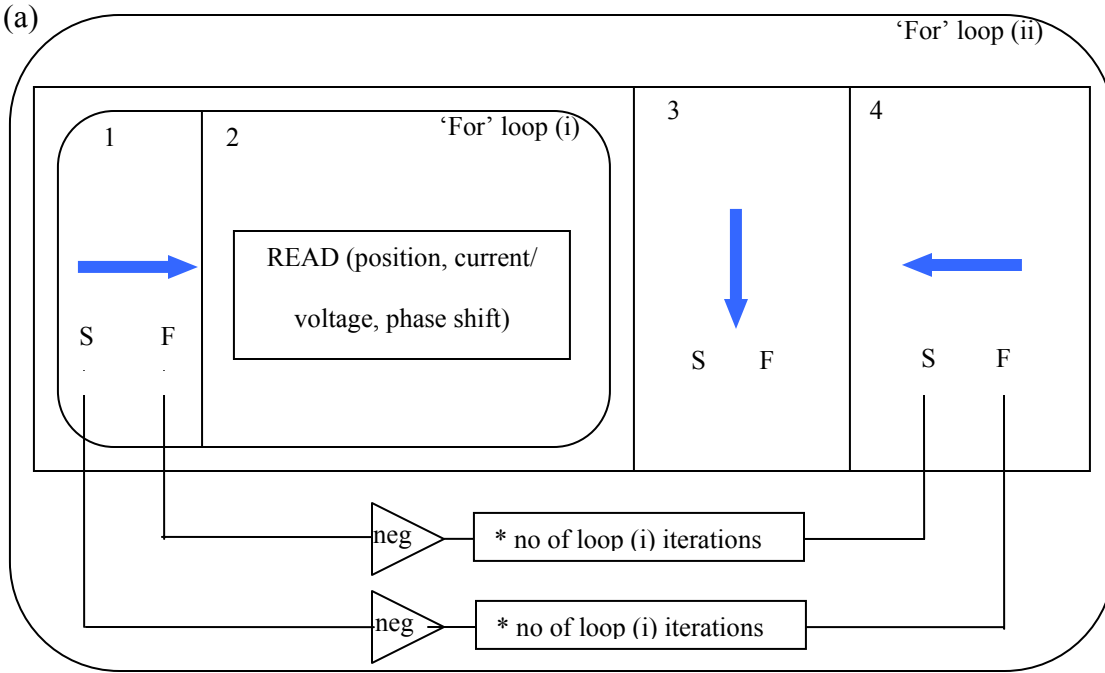 (a)
‘For’ loop (ii)
1
2
‘For’ loop (i)
3
4
READ (position, current/
voltage, phase shift)
S F
S F
S F
neg
* no of loop (i) iterations
neg
* no of loop (i) iterations